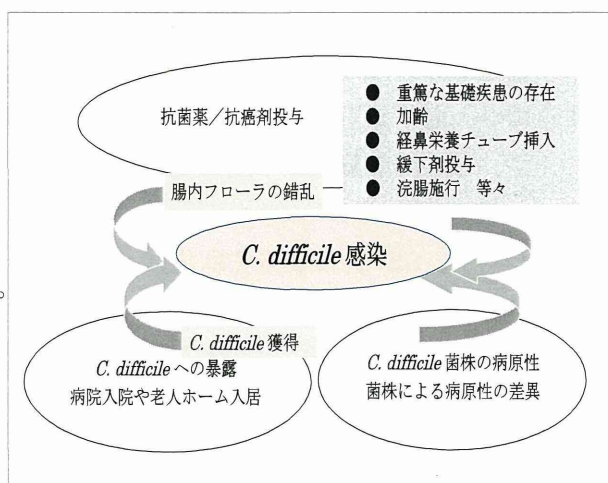 抗菌薬／抗癌剤投与
● 重篤な基礎疾患の存在
● 加齢
● 経鼻栄養チューブ挿入
● 緩下剤投与
● 浣腸施行 等々
腸内フローラの錯乱
C. difficile 感染
C. difficile 獲得
C. difficile への暴露
病院入院や老人ホーム入居
C. difficile 菌株の病原性
菌株による病原性の差異